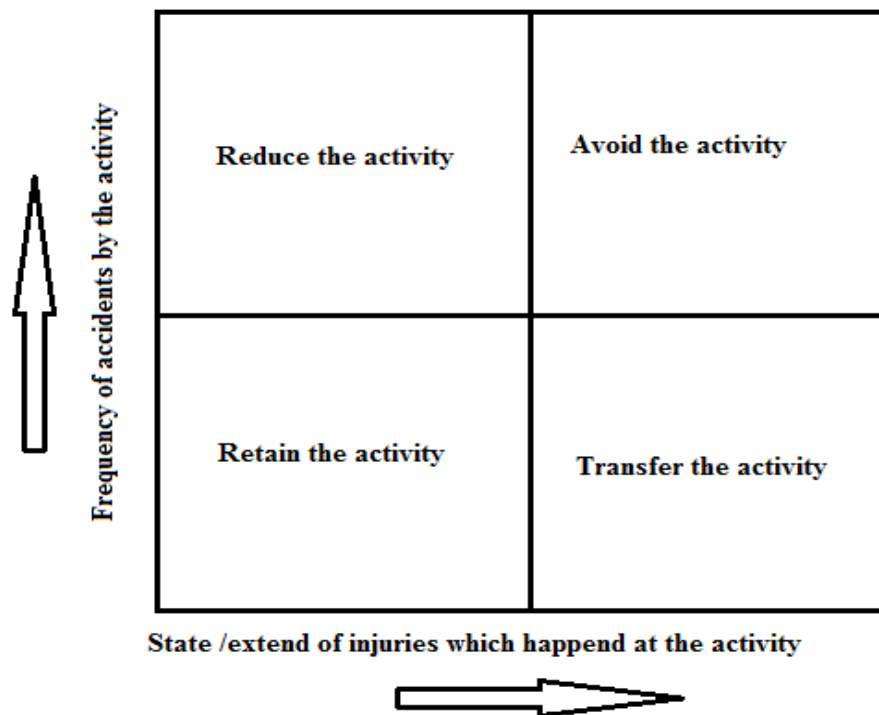 Frequency of accidents by the activity
Reduce the activity
Avoid the activity
Retain the activity
Transfer the activity
State /extend of injuries which happend at the activity